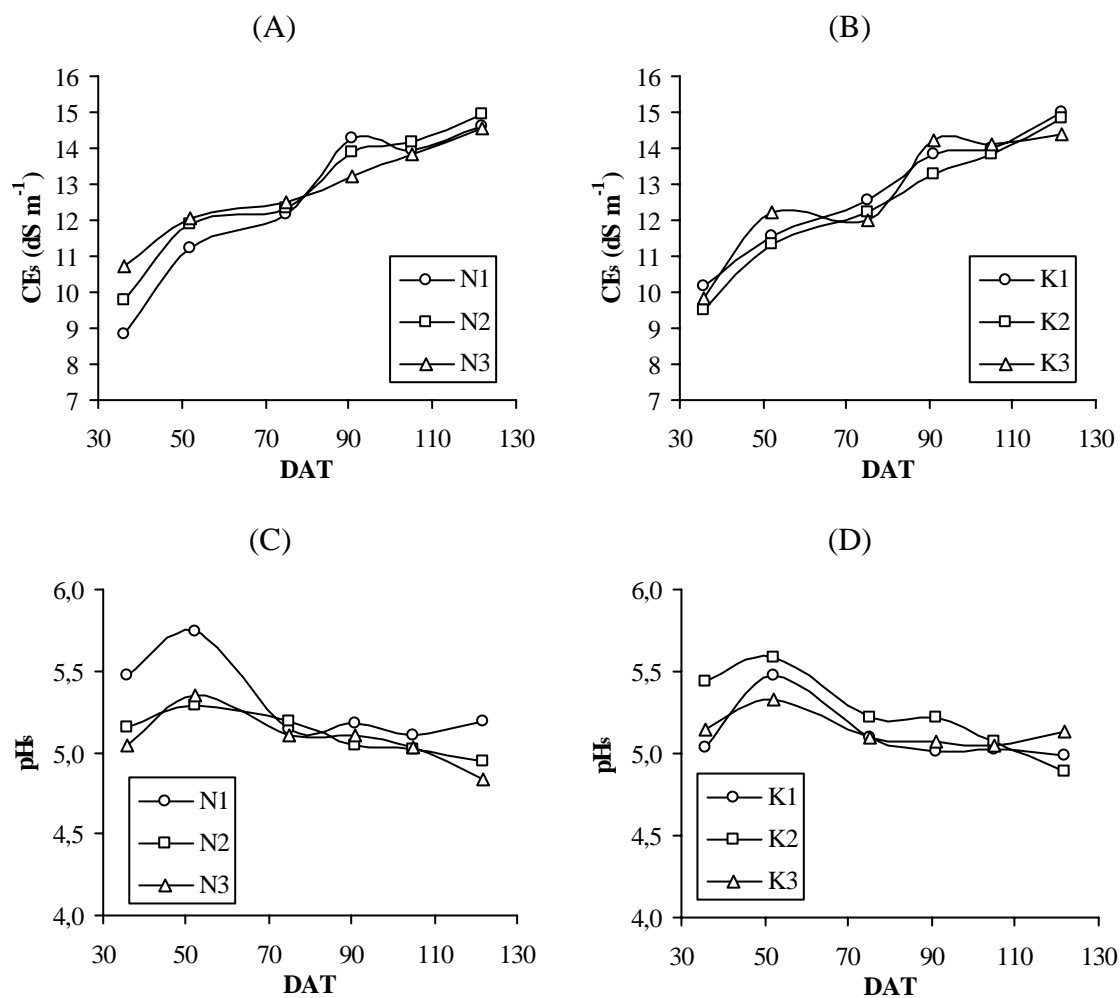 (A)
16
15
14
13
12
11
10
9
8
7
CEs (dS m-1)
30 50 70 90 110 130
DAT
N1
N2
N3
(B)
16
15
14
13
12
11
10
9
8
7
CEs (dS m-1)
30 50 70 90 110 130
DAT
K1
K2
K3
(C)
6,0
5,5
5,0
4,5
4,0
pHs
30 50 70 90 110 130
DAT
N1
N2
N3
(D)
6,0
5,5
5,0
4,5
4,0
pHs
30 50 70 90 110 130
DAT
K1
K2
K3